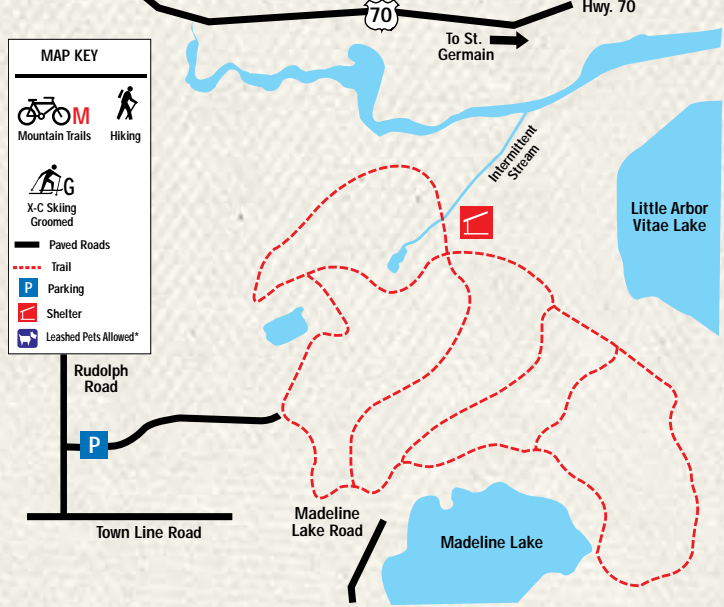 70
Hwy. 70
To St.
Germain
MAP KEY
M
Mountain Trails
Hiking
G
X-C Skiing
Groomed
Paved Roads
Trail
P
Parking
Shelter
Leashed Pets Allowed*
Intermittent
Stream
Little Arbor
Vitae Lake
Rudolph
Road
P
Town Line Road
Madeline
Lake Road
Madeline Lake